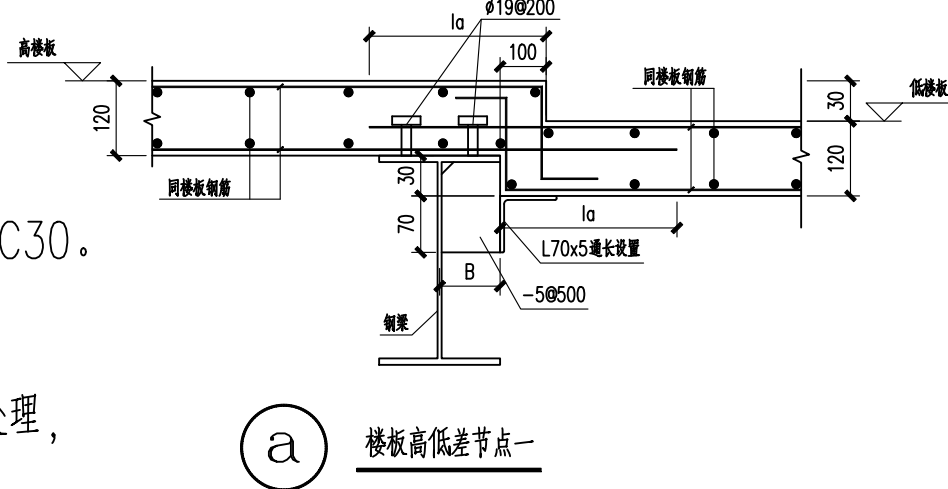 ø19@200
la
高楼板
100
同楼板钢筋
30
低楼板
120
120
30
同楼板钢筋
la
70
C30。
L70x5通长设置
B
-5@500
钢梁
处理，
a
楼板高低差节点一